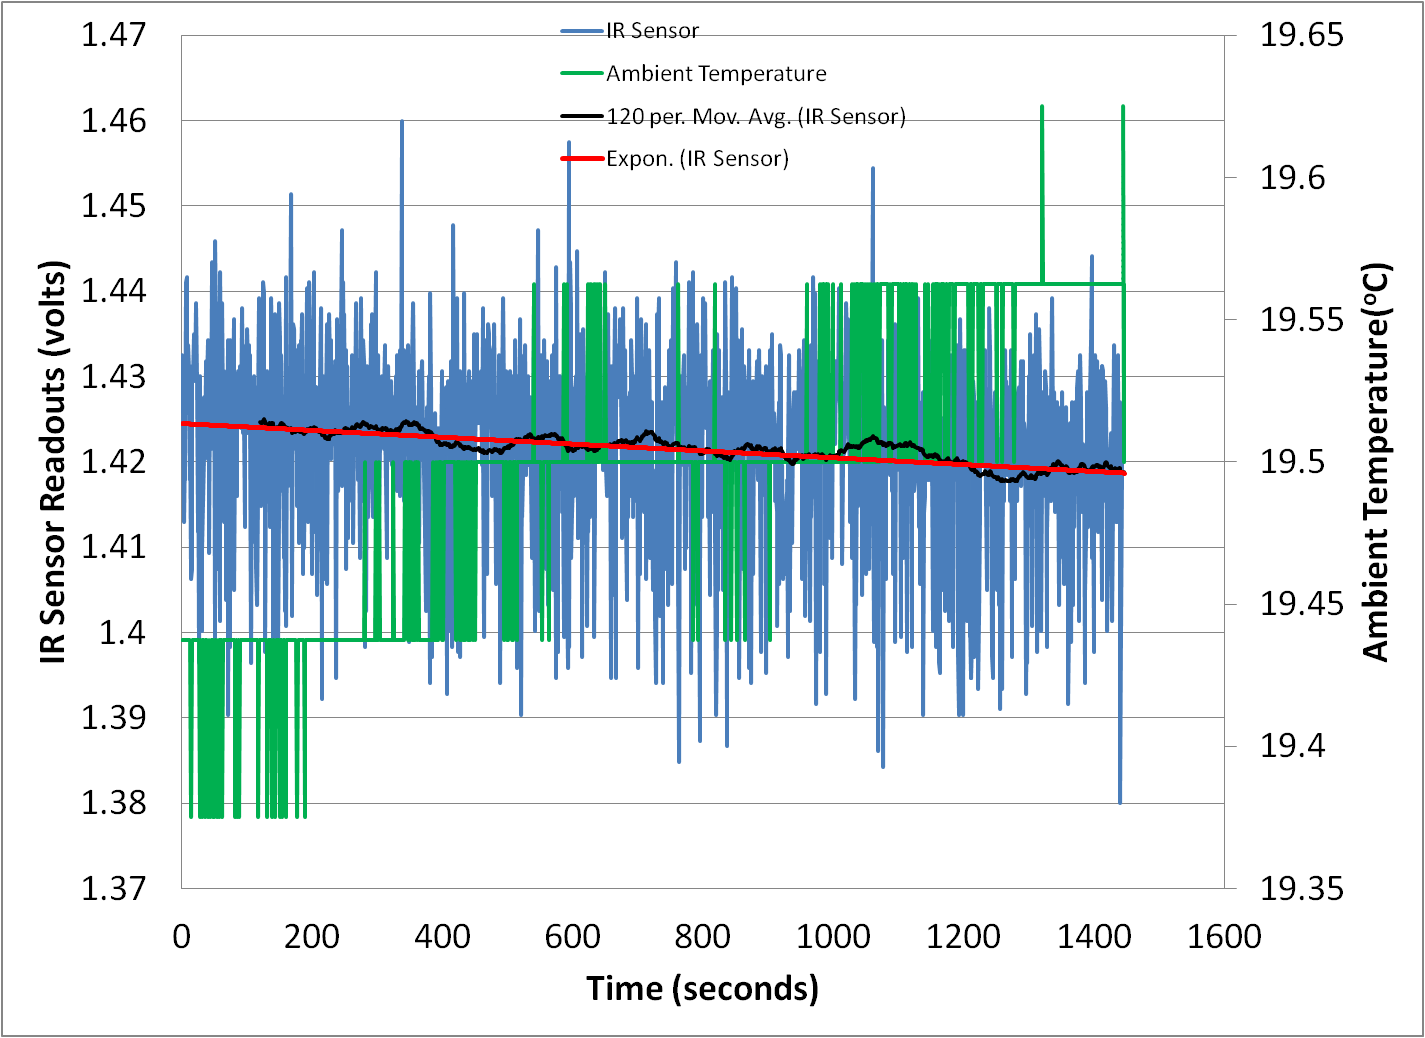 IR Sensor
Ambient Temperature
120 per. Mov. Avg. (IR Sensor)
Expon. (IR Sensor)
1.47
1.46
1.45
1.44
1.43
1.42
1.41
1.4
1.39
1.38
1.37
IR Sensor Readouts (volts)
19.65
19.6
19.55
19.5
19.45
19.4
19.35
Ambient Temperature(°C)
0 200 400 600 800 1000 1200 1400 1600
Time (seconds)